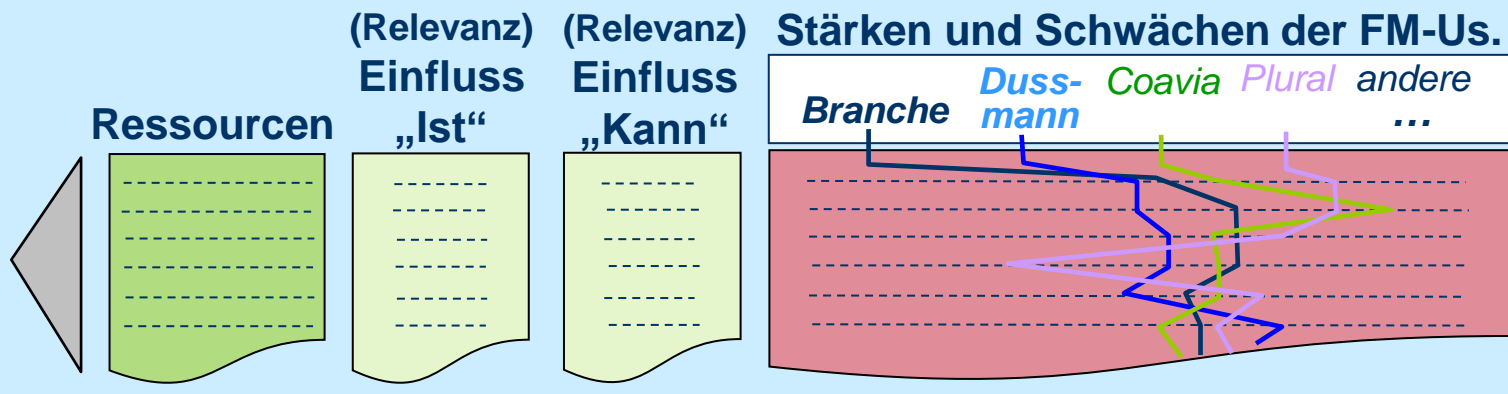 Ressourcen
(Relevanz)
Einfluss
„Ist“
(Relevanz)
Einfluss
„Kann“
Stärken und Schwächen der FM-Us.
Branche
Duss-
mann
Coavia
Plural
andere
...